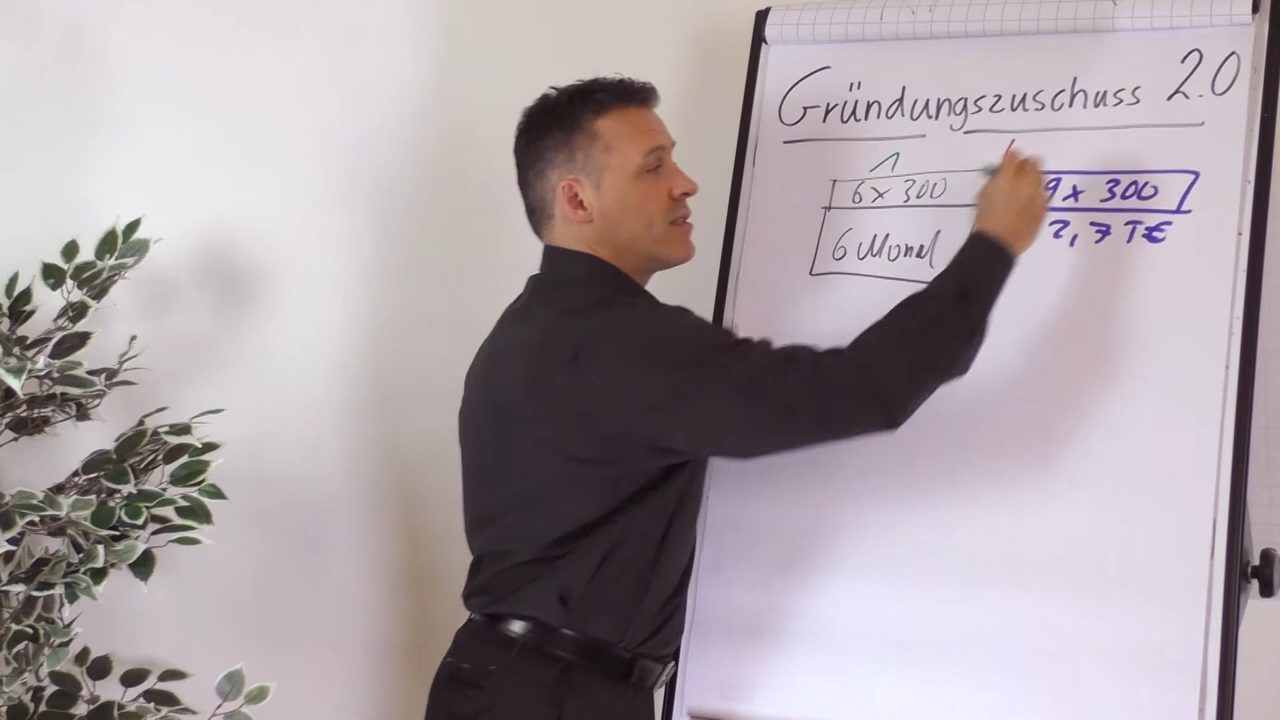 Gründungszuschuss 2.0
6 x 300 9 x 300
6 Monat 2,7 T€